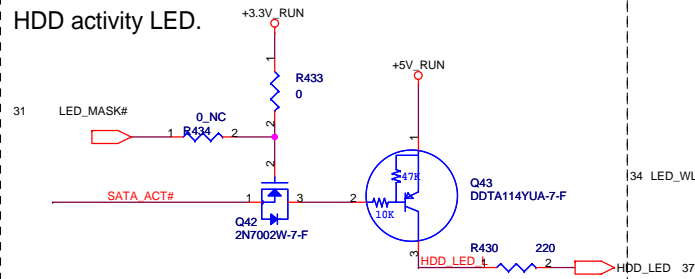 HDD activity LED.
+3.3V_RUN
1
R433
0
2
+5V_RUN
31 LED_MASK#
0_NC
1 R434 2
2
1
47K
Q43
DDTA114YUA-7-F
10K
34 LED_WL
SATA_ACT# 1 3 2
Q42
2N7002W-7-F
3
R430 220
HDD_LED_ 1 2 HDD_LED 37